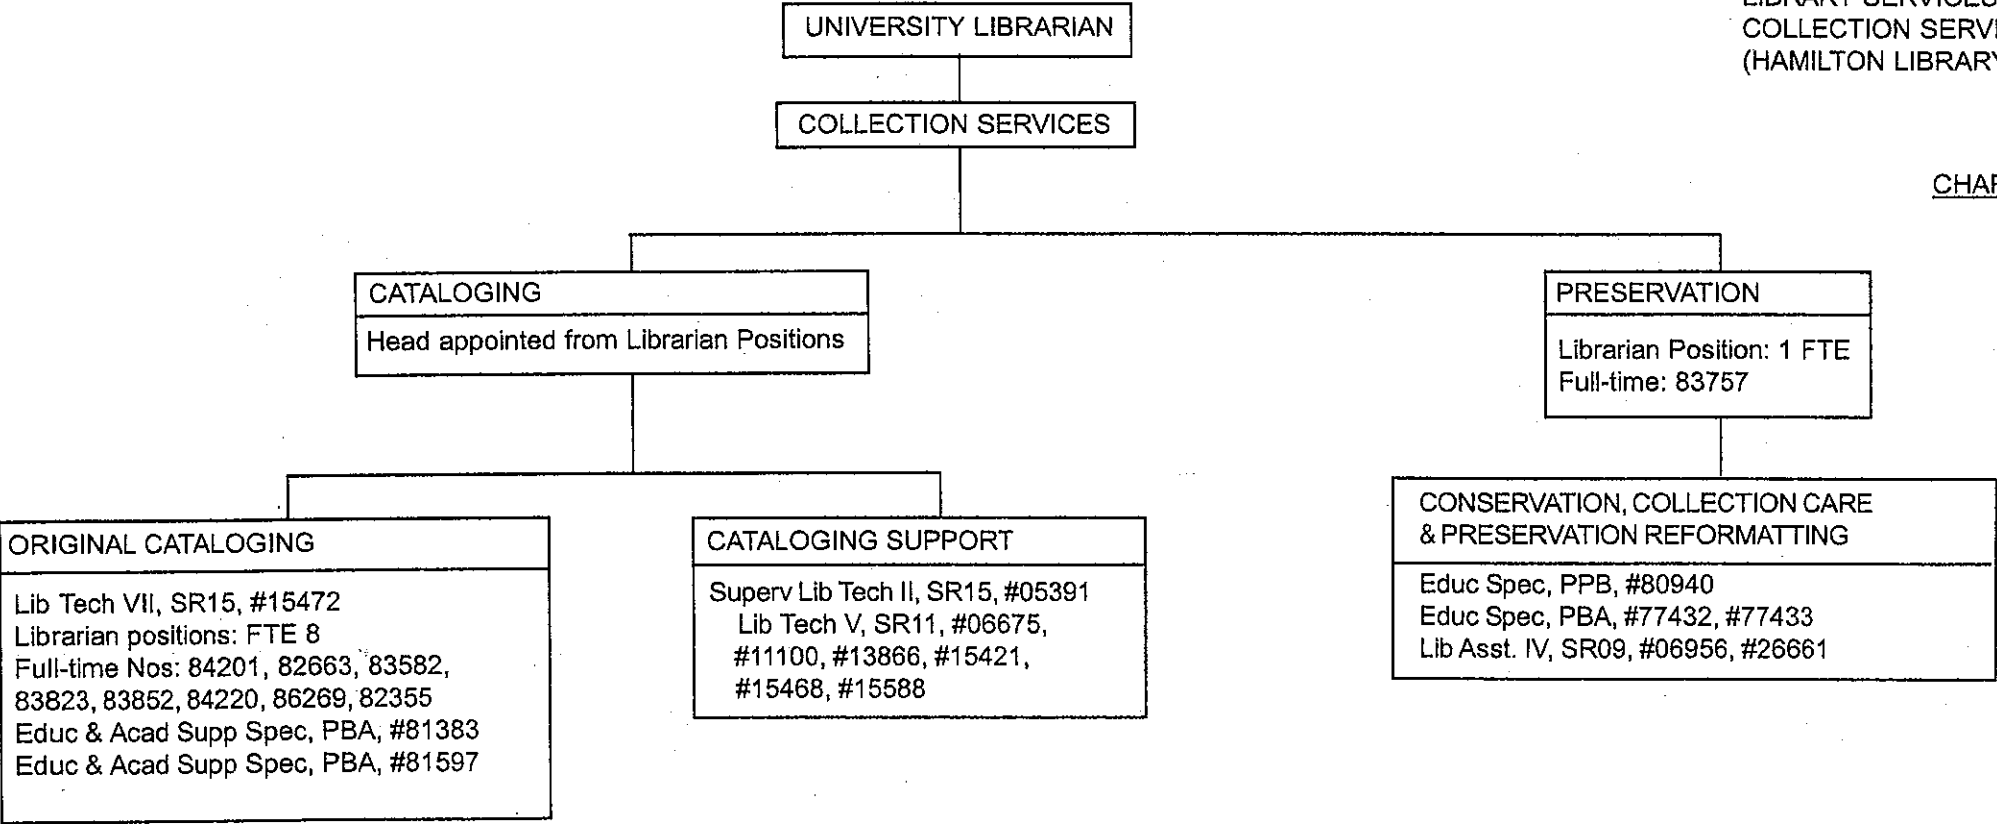 UNIVERSITY LIBRARIAN
LIBRARY SERVICES
COLLECTION
(HAMILTON
COLLECTION SERVICES
CATALOGING
Head appointed from Librarian Positions
PRESERVATION
Librarian Position: 1 FTE
Full-time: 83757
ORIGINAL CATALOGING
Lib Tech VII, SR15, #15472
Librarian positions: FTE 8
Full-time Nos: 84201, 82663, 83582,
83823, 83852, 84220, 86269, 82355
Educ & Acad Supp Spec, PBA, #81383
Educ & Acad Supp Spec, PBA, #81597
CATALOGING SUPPORT
Superv Lib Tech II, SR15, #05391
Lib Tech V, SR11, #06675,
#11100, #13866, #15421,
#15468, #15588
CONSERVATION, COLLECTION CARE
& PRESERVATION REFORMATTING
Educ Spec, PPB, #80940
Educ Spec, PBA, #77432, #77433
Lib Asst. IV, SR09, #06956, #26661